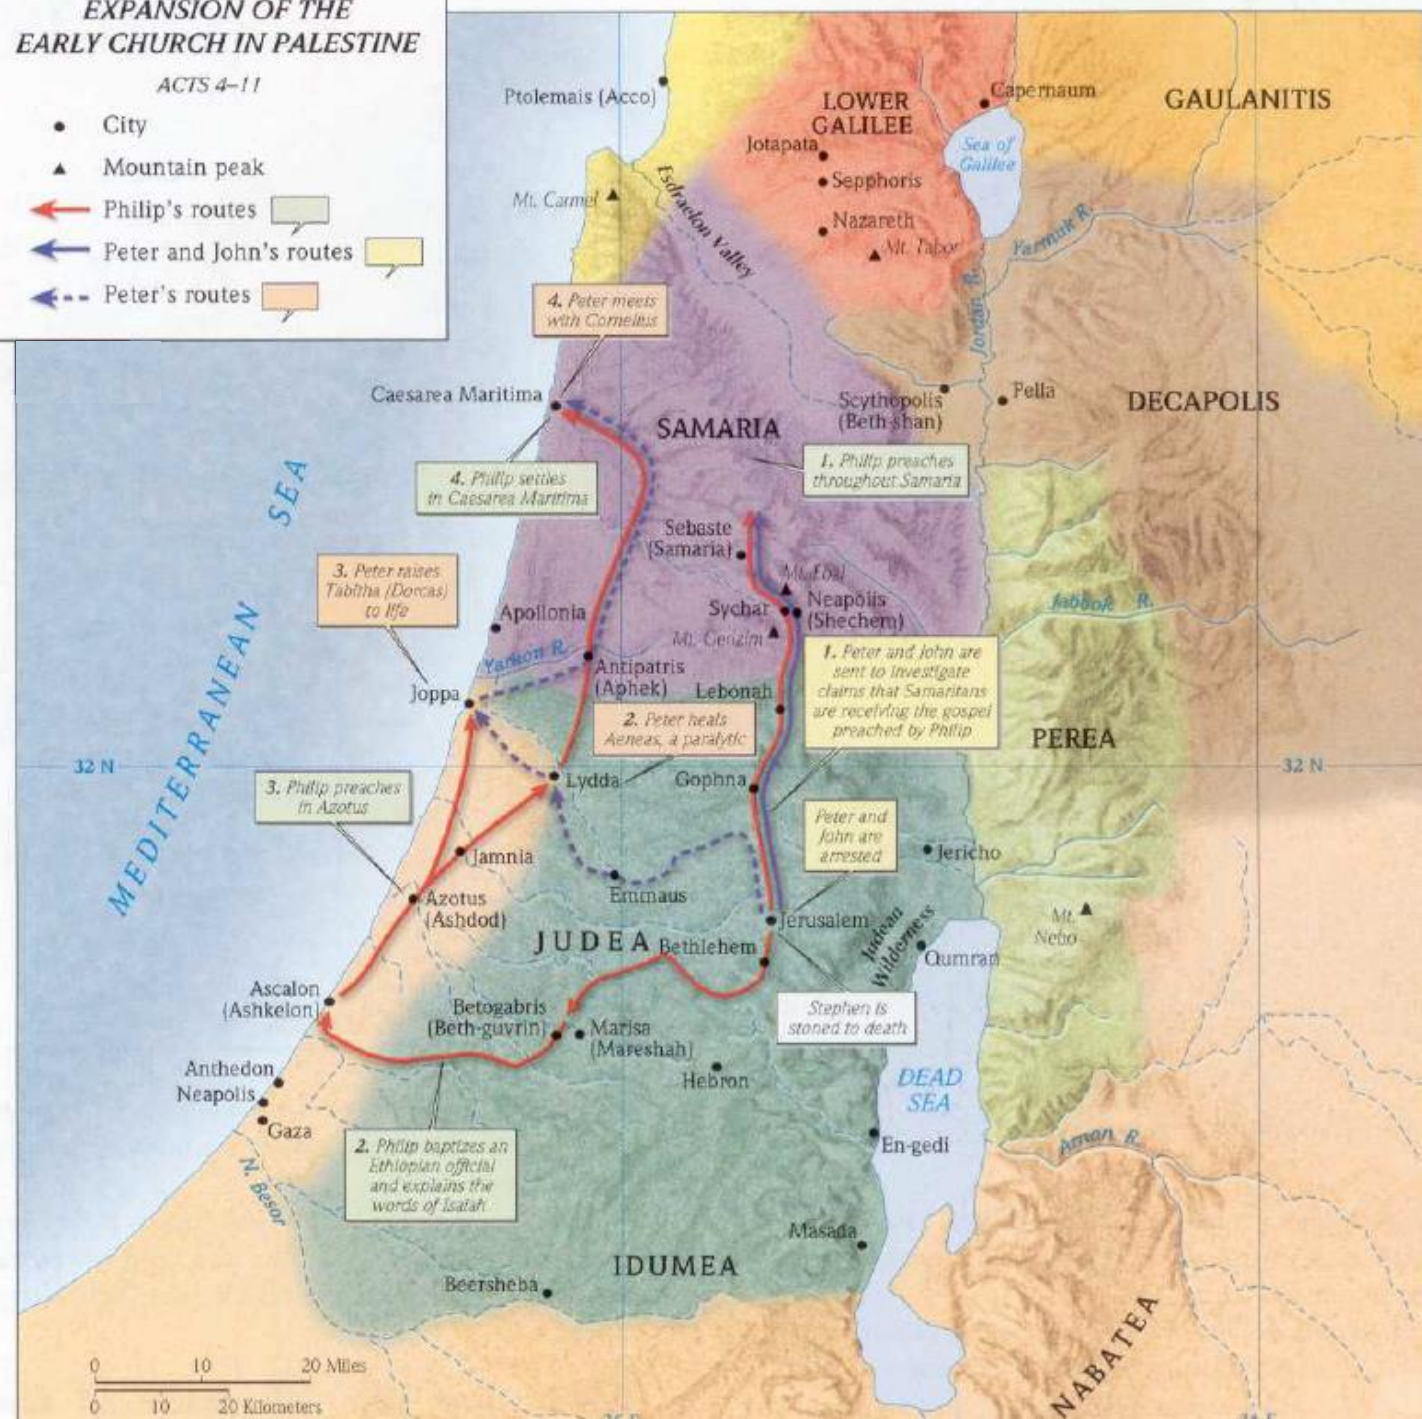 EXPANSION OF THE
EARLY CHURCH IN PALESTINE
ACTS 4–11
City
Mountain peak
Philip's routes
Peter and John's routes
Peter's routes
Ptolemais (Acco)
LOWER
GALILEE
Capernaum
GAULANITIS
Jotapata
Sea of
Galilee
Sepphoris
Mt. Carmel
Esdraelon Valley
Nazareth
Mt. Tabor
Yarmuk R.
Jordan R.
4. Peter meets
with Cornelius
Caesarea Maritima
Scythopolis
(Beth-shan)
Pella
DECAPOLIS
SAMARIA
1. Philip preaches
throughout Samaria
4. Philip settles
in Caesarea Maritima
MEDITERRANEAN SEA
Sebaste
(Samaria)
3. Peter raises
Tabitha (Dorcas)
to life
Mt. Ebal
Apollonia
Sychar
Neapolis
(Shechem)
Jabbok R.
Mt. Gerizim
Yarkon R.
Antipatris
(Aphek)
1. Peter and John are
sent to investigate
claims that Samaritans
are receiving the gospel
preached by Philip
Joppa
Lebonah
2. Peter heals
Aeneas, a paralytic
PEREA
32 N
32 N
Lydda
Gophna
3. Philip preaches
in Azotus
Peter and
John are
arrested
Jamnia
Jericho
Emmaus
Azotus
(Ashdod)
Jerusalem
Mt.
Nebo
JUDEA
Bethlehem
Judean
Wilderness
Qumran
Ascalon
(Ashkelon)
Betogabris
(Beth-guvrin)
Marisa
(Mareshah)
Stephen is
stoned to death
Anthedon
Neapolis
Hebron
DEAD
SEA
Gaza
En-gedi
Arnon R.
2. Philip baptizes an
Ethiopian official
and explains the
words of Isaiah
N. Besor
Masada
IDUMEA
Beersheba
NABATEA
0 10 20 Miles
0 10 20 Kilometers